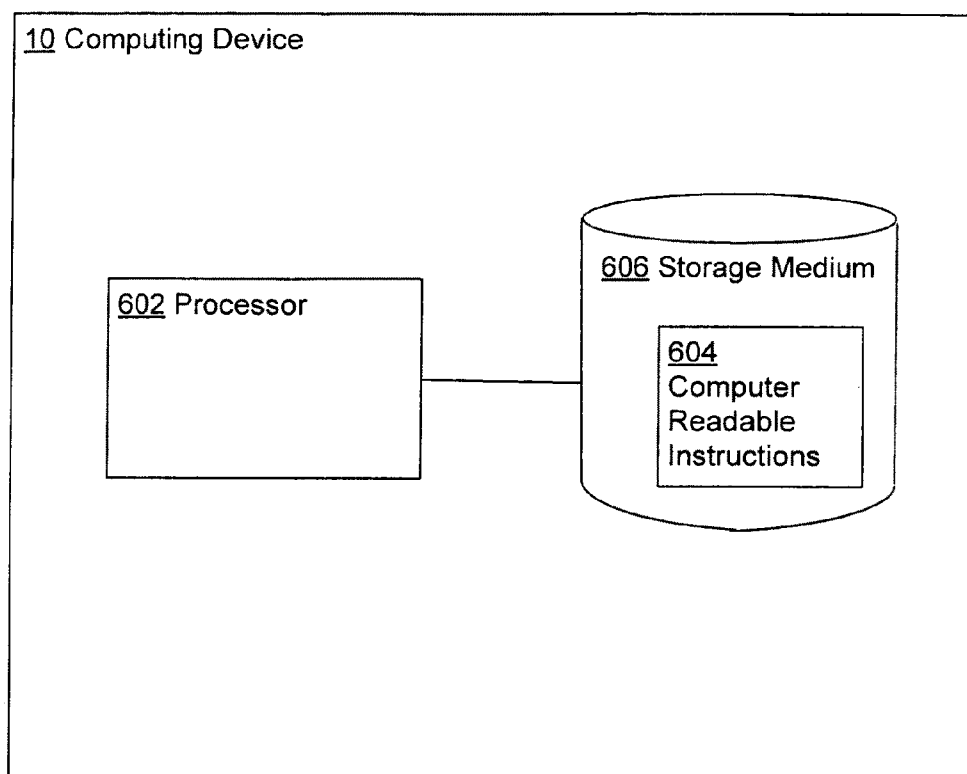 10 Computing Device
602 Processor
606 Storage Medium
604
Computer
Readable
Instructions